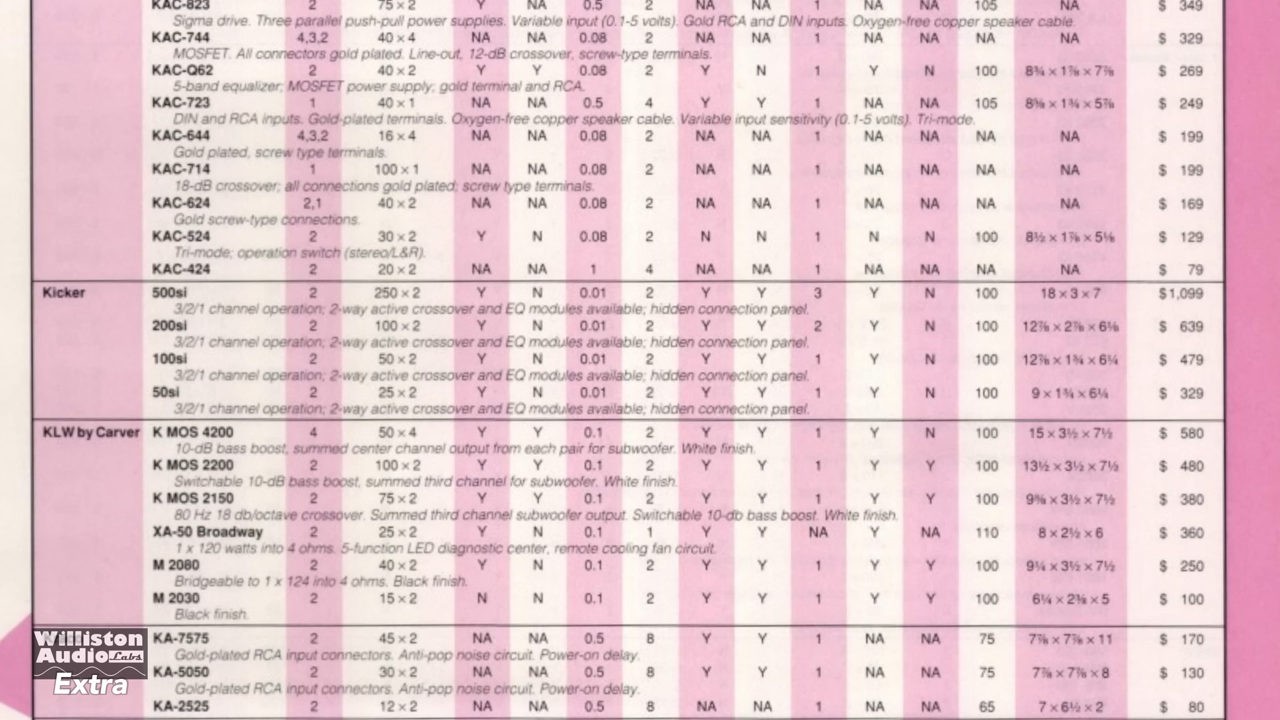 KAC-823 2 75 × 2 Y NA 0.5 2 NA NA 1 NA NA 105 NA $ 349
Sigma drive. Three parallel push-pull power supplies. Variable input (0.1-5 volts). Gold RCA and DIN inputs. Oxygen-free copper speaker cable.
KAC-744 4,3,2 40 × 4 NA NA 0.08 2 NA NA 1 NA NA NA NA $ 329
MOSFET. All connectors gold plated. Line-out, 12-dB crossover, screw-type terminals.
KAC-Q62 2 40 × 2 Y Y 0.08 2 Y N 1 Y N 100 8¾ × 1⅞ × 7⅞ $ 269
5-band equalizer; MOSFET power supply; gold terminal and RCA.
KAC-723 1 40 × 1 NA NA 0.5 4 Y Y 1 NA NA 105 8⅝ × 1¾ × 5⅞ $ 249
DIN and RCA inputs. Gold-plated terminals. Oxygen-free copper speaker cable. Variable input sensitivity (0.1-5 volts). Tri-mode.
KAC-644 4,3,2 16 × 4 NA NA 0.08 2 NA NA 1 NA NA NA NA $ 199
Gold plated, screw type terminals.
KAC-714 1 100 × 1 NA NA 0.08 2 NA NA 1 NA NA NA NA $ 199
18-dB crossover; all connections gold plated; screw type terminals.
KAC-624 2,1 40 × 2 NA NA 0.08 2 NA NA 1 NA NA NA NA $ 169
Gold screw-type connections.
KAC-524 2 30 × 2 Y N 0.08 2 N N 1 N N 100 8½ × 1⅞ × 5⅛ $ 129
Tri-mode; operation switch (stereo/L&R).
KAC-424 2 20 × 2 NA NA 1 4 NA NA 1 NA NA NA NA $ 79
Kicker 500si 2 250 × 2 Y N 0.01 2 Y Y 3 Y N 100 18 × 3 × 7 $1,099
3/2/1 channel operation; 2-way active crossover and EQ modules available; hidden connection panel.
200si 2 100 × 2 Y N 0.01 2 Y Y 2 Y N 100 12⅞ × 2⅞ × 6⅛ $ 639
3/2/1 channel operation; 2-way active crossover and EQ modules available; hidden connection panel.
100si 2 50 × 2 Y N 0.01 2 Y Y 1 Y N 100 12⅞ × 1¾ × 6¼ $ 479
3/2/1 channel operation; 2-way active crossover and EQ modules available; hidden connection panel.
50si 2 25 × 2 Y N 0.01 2 Y Y 1 Y N 100 9 × 1¾ × 6¼ $ 329
3/2/1 channel operation; 2-way active crossover and EQ modules available; hidden connection panel.
KLW by Carver K MOS 4200 4 50 × 4 Y Y 0.1 2 Y Y 1 Y N 100 15 × 3½ × 7½ $ 580
10-dB bass boost, summed center channel output from each pair for subwoofer. White finish.
K MOS 2200 2 100 × 2 Y Y 0.1 2 Y Y 1 Y Y 100 13½ × 3½ × 7½ $ 480
Switchable 10-dB bass boost, summed third channel for subwoofer. White finish.
K MOS 2150 2 75 × 2 Y Y 0.1 2 Y Y 1 Y Y 100 9⅝ × 3½ × 7½ $ 380
80 Hz 18 db/octave crossover. Summed third channel subwoofer output. Switchable 10-db bass boost. White finish.
XA-50 Broadway 2 25 × 2 Y N 0.1 1 Y Y NA Y NA 110 8 × 2½ × 6 $ 360
1 x 120 watts into 4 ohms. 5-function LED diagnostic center, remote cooling fan circuit.
M 2080 2 40 × 2 Y N 0.1 2 Y Y 1 Y Y 100 9¼ × 3½ × 7½ $ 250
Bridgeable to 1 x 124 into 4 ohms. Black finish.
M 2030 2 15 × 2 N N 0.1 2 Y Y 1 Y Y 100 6¼ × 2⅜ × 5 $ 100
Black finish.
KA-7575 2 45 × 2 NA NA 0.5 8 Y Y 1 NA NA 75 7⅞ × 7⅞ × 11 $ 170
Gold-plated RCA input connectors. Anti-pop noise circuit. Power-on delay.
KA-5050 2 30 × 2 NA NA 0.5 8 Y Y 1 NA NA 75 7⅞ × 7⅞ × 8 $ 130
Gold-plated RCA input connectors. Anti-pop noise circuit. Power-on delay.
KA-2525 2 12 × 2 NA NA 0.5 8 NA NA 1 NA NA 65 7 × 6½ × 2 $ 80
Williston
Audio Labs
Extra